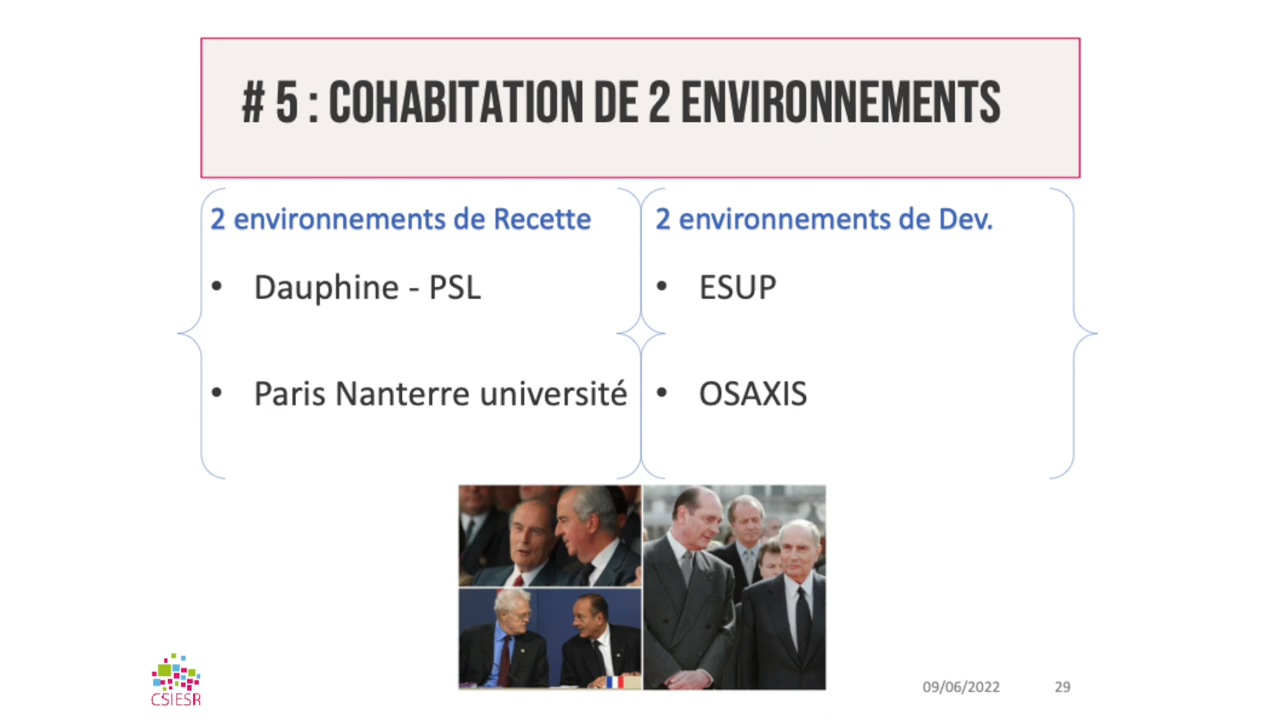 # 5 : COHABITATION DE 2 ENVIRONNEMENTS
2 environnements de Recette
• Dauphine - PSL
• Paris Nanterre université
2 environnements de Dev.
• ESUP
• OSAXIS
CSIESR
09/06/2022
29